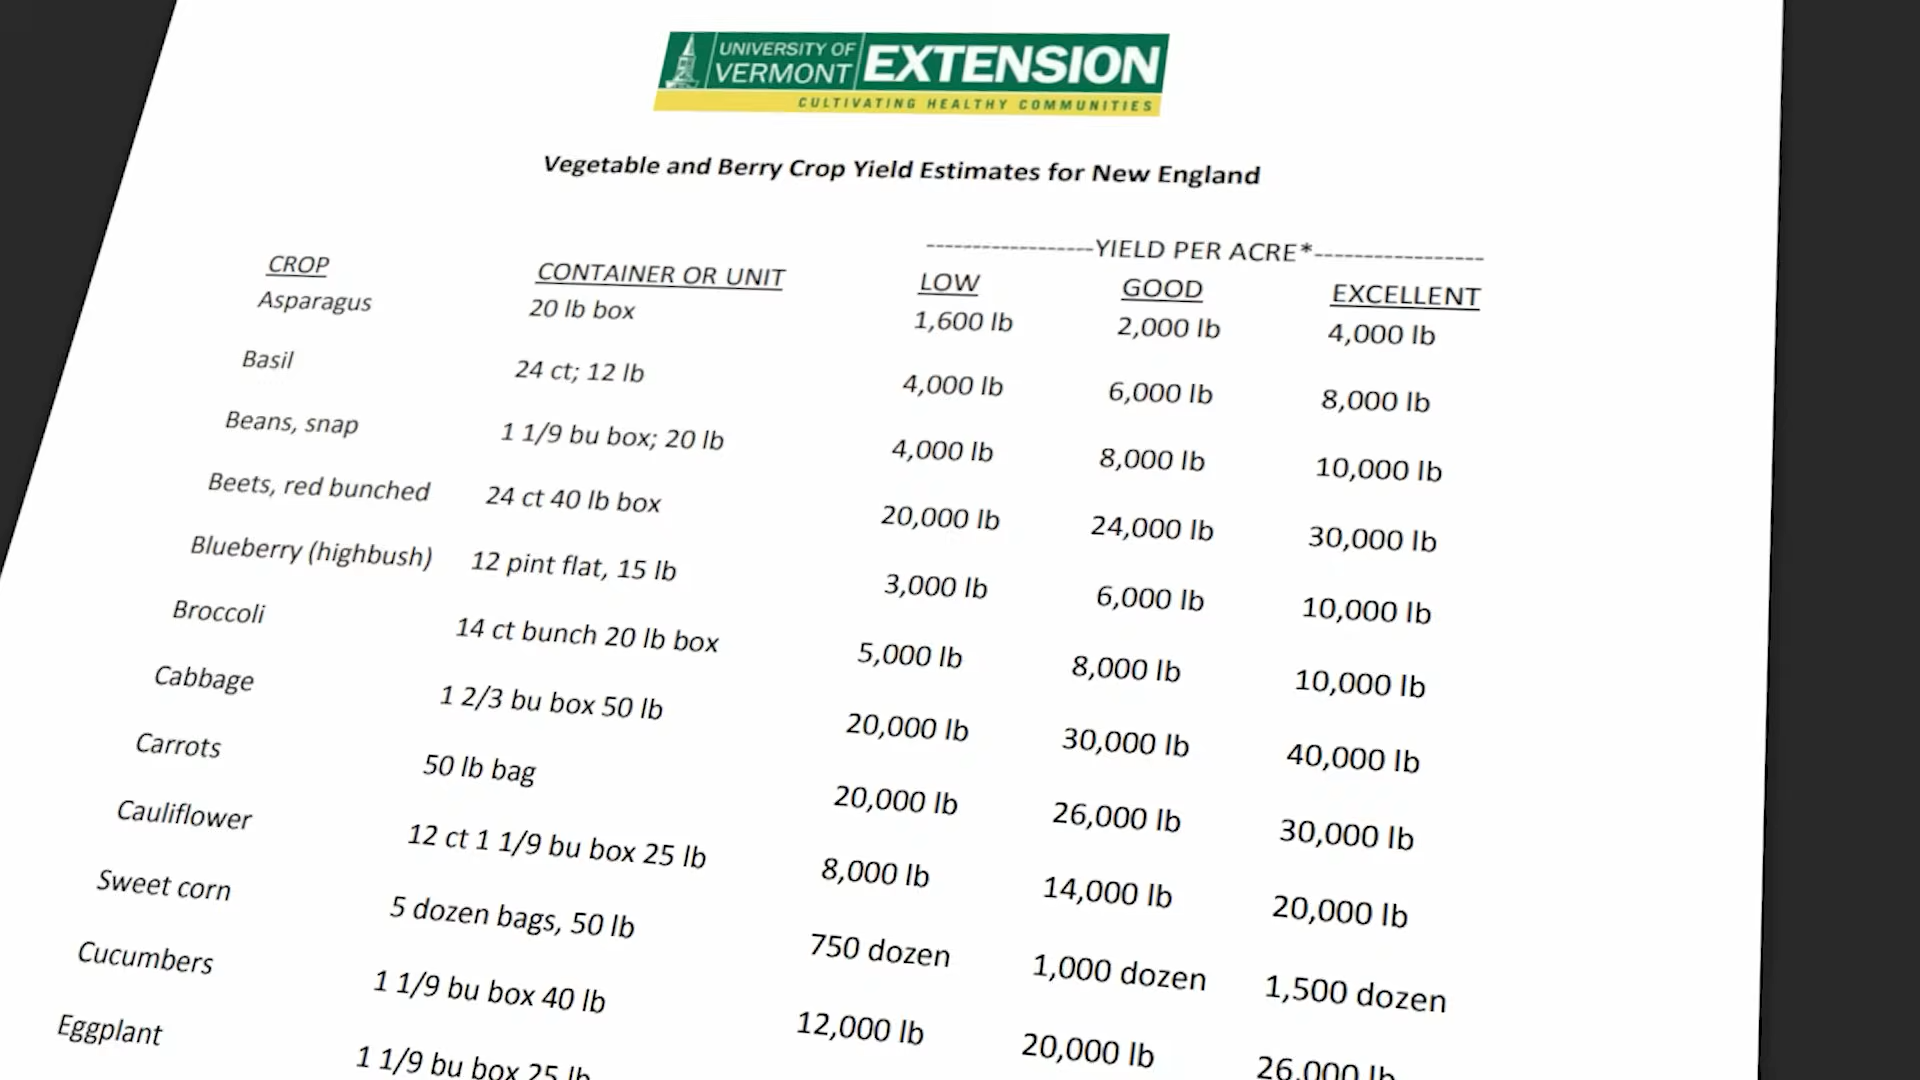 UNIVERSITY OF VERMONT EXTENSION
CULTIVATING HEALTHY COMMUNITIES
Vegetable and Berry Crop Yield Estimates for New England
------------------YIELD PER ACRE*------------------
CROP CONTAINER OR UNIT LOW GOOD EXCELLENT
Asparagus 20 lb box 1,600 lb 2,000 lb 4,000 lb
Basil 24 ct; 12 lb 4,000 lb 6,000 lb 8,000 lb
Beans, snap 1 1/9 bu box; 20 lb 4,000 lb 8,000 lb 10,000 lb
Beets, red bunched 24 ct 40 lb box 20,000 lb 24,000 lb 30,000 lb
Blueberry (highbush) 12 pint flat, 15 lb 3,000 lb 6,000 lb 10,000 lb
Broccoli 14 ct bunch 20 lb box 5,000 lb 8,000 lb 10,000 lb
Cabbage 1 2/3 bu box 50 lb 20,000 lb 30,000 lb 40,000 lb
Carrots 50 lb bag 20,000 lb 26,000 lb 30,000 lb
Cauliflower 12 ct 1 1/9 bu box 25 lb 8,000 lb 14,000 lb 20,000 lb
Sweet corn 5 dozen bags, 50 lb 750 dozen 1,000 dozen 1,500 dozen
Cucumbers 1 1/9 bu box 40 lb 12,000 lb 20,000 lb 26,000 lb
Eggplant 1 1/9 bu box 25 lb